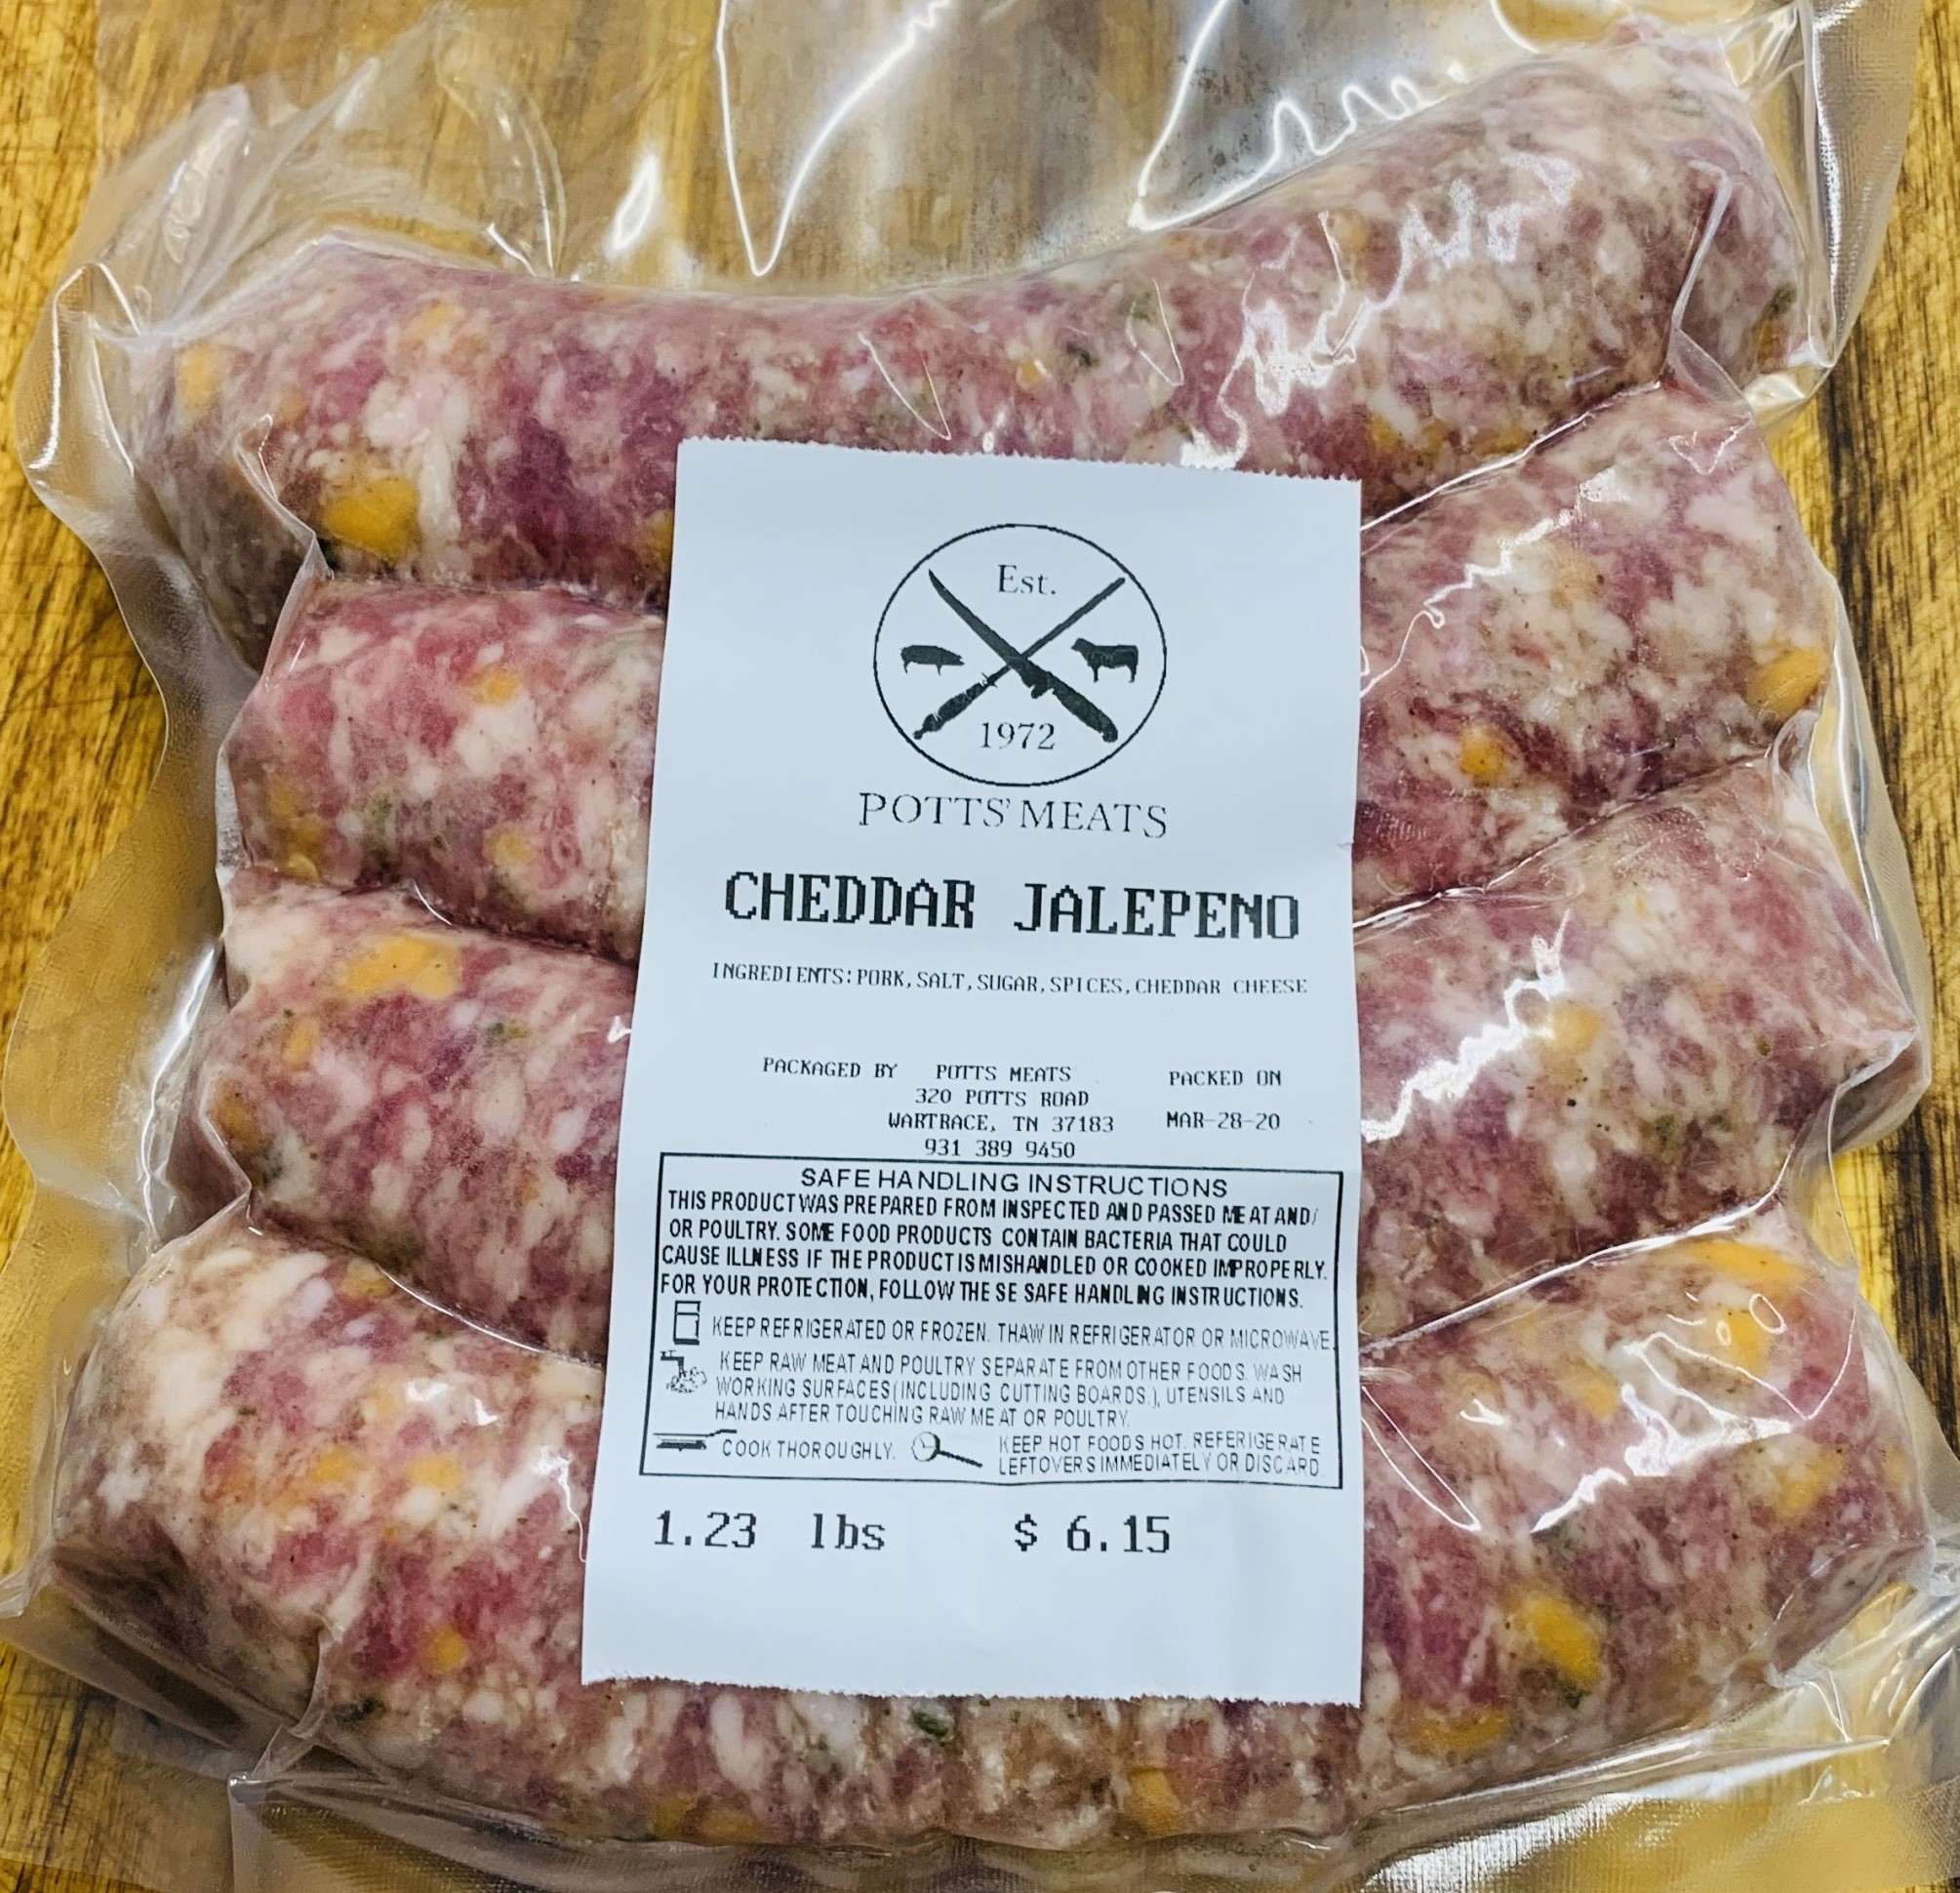 Est.
1972
POTTS' MEATS
CHEDDAR JALEPENO
INGREDIENTS: PORK, SALT, SUGAR, SPICES, CHEDDAR CHEESE
PACKAGED BY POTTS MEATS PACKED ON
320 POTTS ROAD
WARTRACE, TN 37183 MAR-28-20
931 389 9450
SAFE HANDLING INSTRUCTIONS
THIS PRODUCT WAS PREPARED FROM INSPECTED AND PASSED MEAT AND/
OR POULTRY. SOME FOOD PRODUCTS CONTAIN BACTERIA THAT COULD
CAUSE ILLNESS IF THE PRODUCT IS MISHANDLED OR COOKED IMPROPERLY.
FOR YOUR PROTECTION, FOLLOW THESE SAFE HANDLING INSTRUCTIONS.
KEEP REFRIGERATED OR FROZEN. THAW IN REFRIGERATOR OR MICROWAVE.
KEEP RAW MEAT AND POULTRY SEPARATE FROM OTHER FOODS. WASH
WORKING SURFACES (INCLUDING CUTTING BOARDS.), UTENSILS AND
HANDS AFTER TOUCHING RAW MEAT OR POULTRY.
COOK THOROUGHLY. KEEP HOT FOODS HOT. REFERIGERATE
LEFTOVERS IMMEDIATELY OR DISCARD.
1.23 lbs $ 6.15